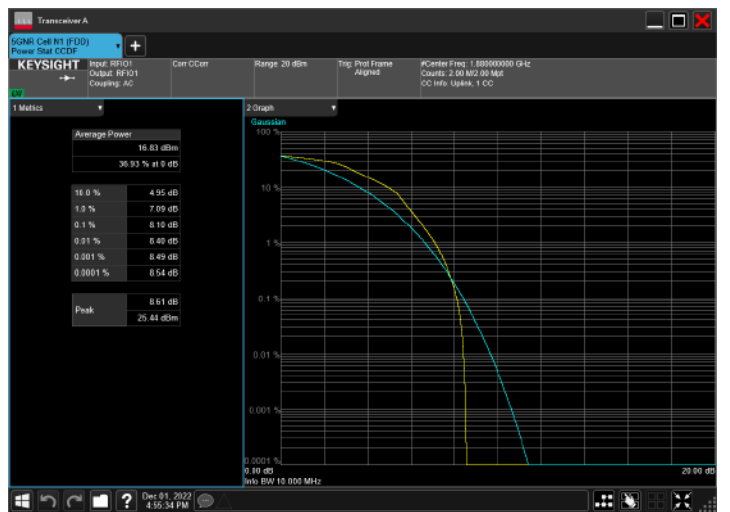 Transceiver A
5GNR Cell N1 (FDD)
Power Stat CCDF
KEYSIGHT
Input: RFIO1
Output: RFIO1
Coupling: AC
Corr CCorr
Range: 20 dBm
Trig: Prot Frame
Aligned
#Center Freq: 1.880000000 GHz
Counts: 2.00 M/2.00 Mpt
CC Info: Uplink, 1 CC
1 Metrics
Average Power
16.83 dBm
36.93 % at 0 dB
10.0 % 4.95 dB
1.0 % 7.09 dB
0.1 % 8.10 dB
0.01 % 8.40 dB
0.001 % 8.49 dB
0.0001 % 8.54 dB
Peak
8.61 dB
25.44 dBm
2 Graph
Gaussian
100 %
10 %
1 %
0.1 %
0.01 %
0.001 %
0.0001 %
0.00 dB
20.00 dB
Info BW 10.000 MHz
Dec 01, 2022
4:55:34 PM